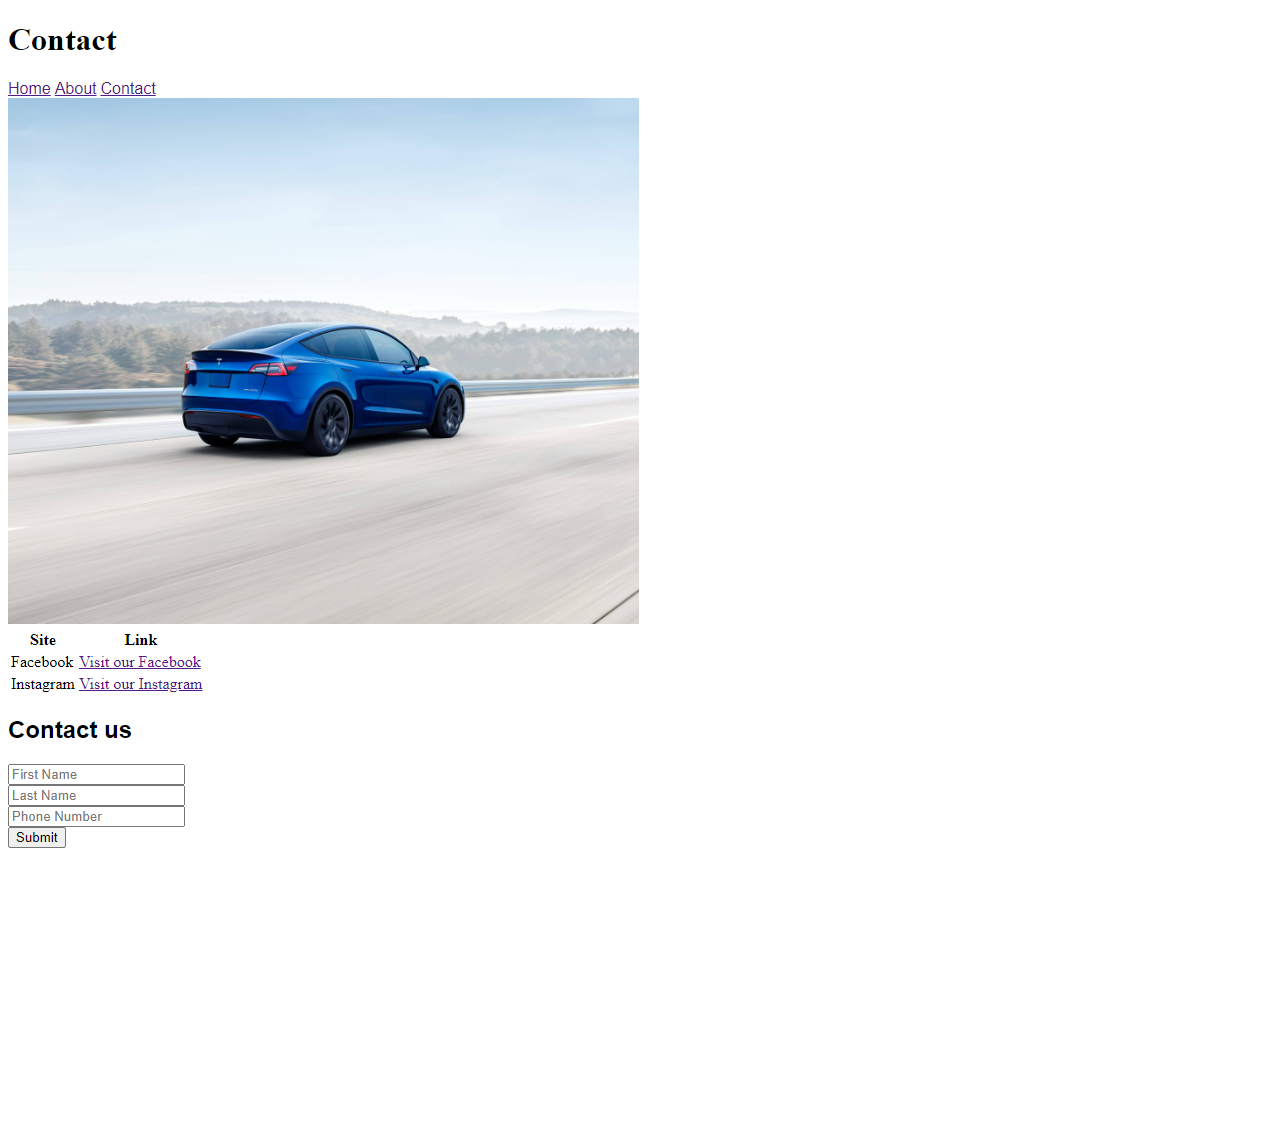 Contact
Home About Contact
Site Link
Facebook Visit our Facebook
Instagram Visit our Instagram
Contact us
First Name
Last Name
Phone Number
Submit